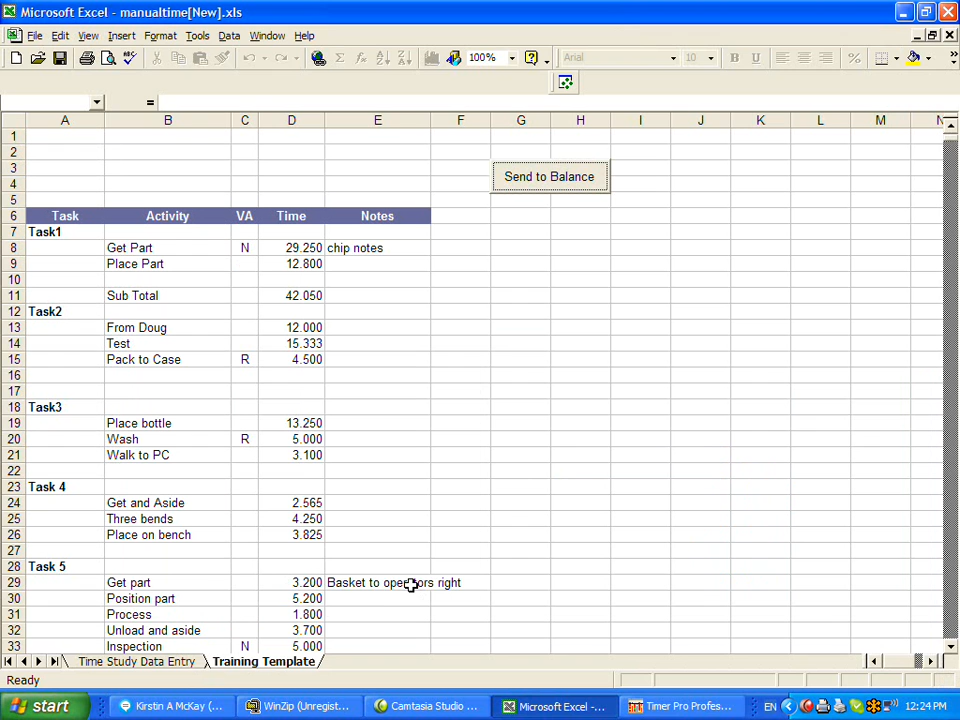 Microsoft Excel - manualtime[New].xls
File Edit View Insert Format Tools Data Window Help
100% Arial 10 B U %
=
A B C D E F G H I J K L M N
1
2
3 Send to Balance
4
5
6 Task Activity VA Time Notes
7 Task1
8 Get Part N 29.250 chip notes
9 Place Part 12.800
10
11 Sub Total 42.050
12 Task2
13 From Doug 12.000
14 Test 15.333
15 Pack to Case R 4.500
16
17
18 Task3
19 Place bottle 13.250
20 Wash R 5.000
21 Walk to PC 3.100
22
23 Task 4
24 Get and Aside 2.565
25 Three bends 4.250
26 Place on bench 3.825
27
28 Task 5
29 Get part 3.200 Basket to operators right
30 Position part 5.200
31 Process 1.800
32 Unload and aside 3.700
33 Inspection N 5.000
Time Study Data Entry Training Template
Ready
start Kirstin A McKay (... WinZip (Unregist... Camtasia Studio ... Microsoft Excel -... Timer Pro Profes... EN 12:24 PM